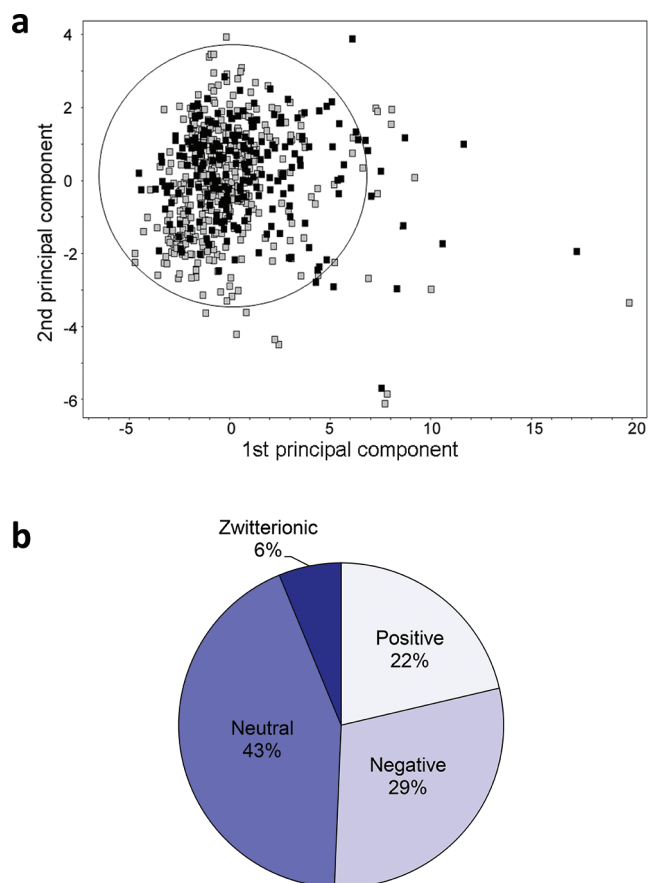 a
4
2
0
-2
-4
-6
2nd principal component
-5 0 5 10 15 20
1st principal component
b
Zwitterionic
6%
Positive
22%
Neutral
43%
Negative
29%